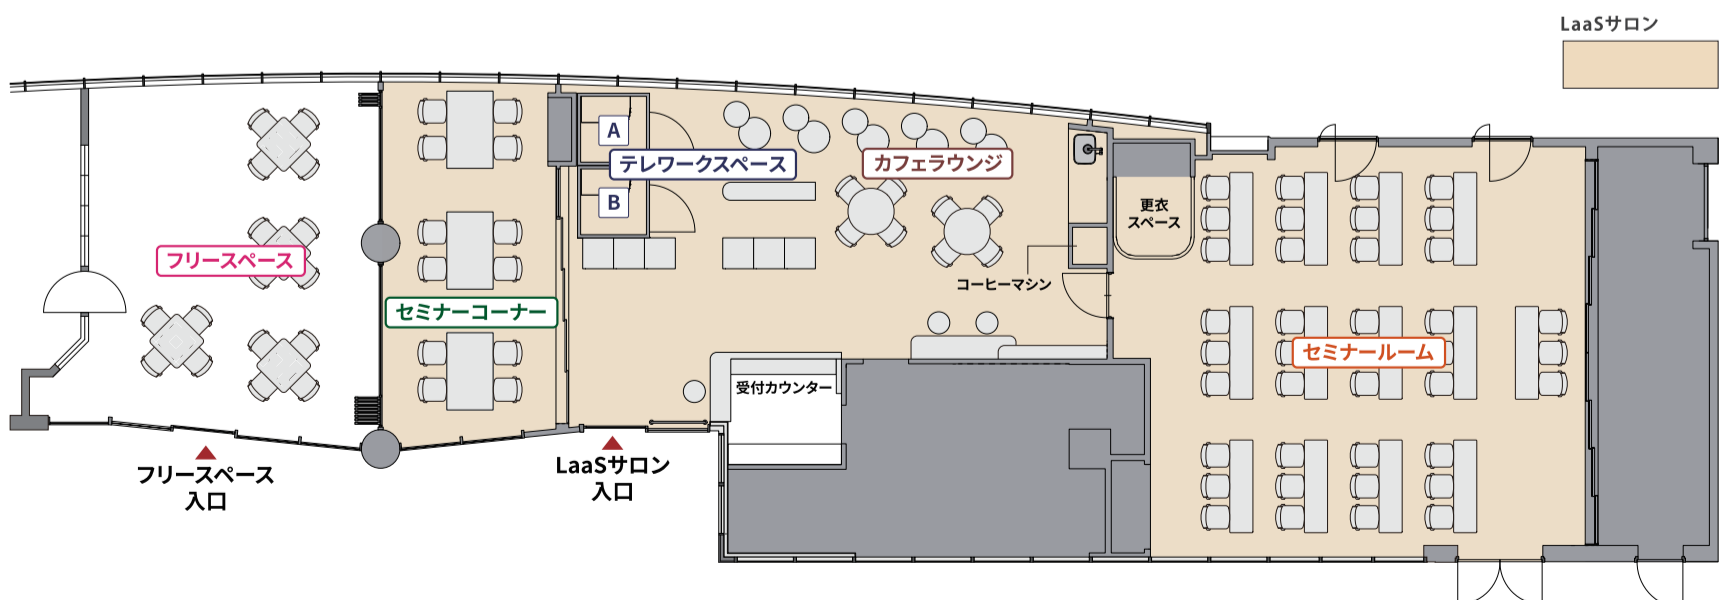 LaaSサロン
A
テレワークスペース
カフェラウンジ
B
更衣
スペース
フリースペース
コーヒーマシン
セミナーコーナー
セミナールーム
受付カウンター
フリースペース
入口
LaaSサロン
入口